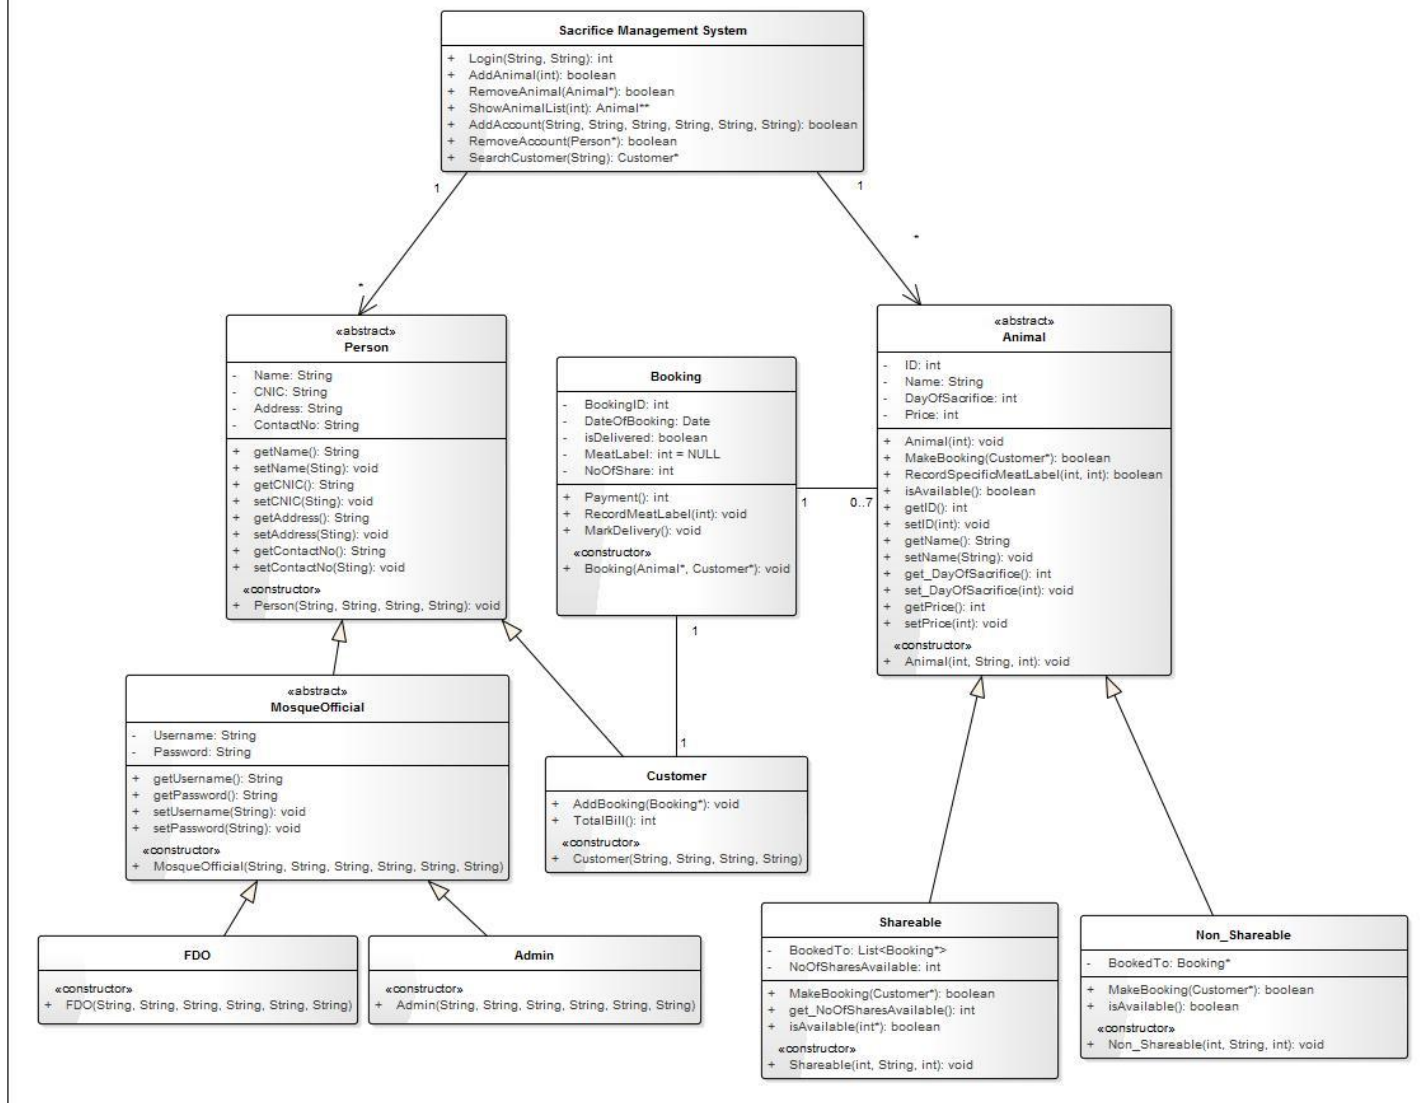 Sacrifice Management System
+ Login(String, String): int
+ AddAnimal(int): boolean
+ RemoveAnimal(Animal*): boolean
+ ShowAnimalList(int): Animal**
+ AddAccount(String, String, String, String, String, String): boolean
+ RemoveAccount(Person*): boolean
+ SearchCustomer(String): Customer*
1
1
*
*
«abstract»
Person
- Name: String
- CNIC: String
- Address: String
- ContactNo: String
+ getName(): String
+ setName(Sting): void
+ getCNIC(): String
+ setCNIC(Sting): void
+ getAddress(): String
+ setAddress(Sting): void
+ getContactNo(): String
+ setContactNo(Sting): void
«constructor»
+ Person(String, String, String, String): void
Booking
- BookingID: int
- DateOfBooking: Date
- isDelivered: boolean
- MeatLabel: int = NULL
- NoOfShare: int
+ Payment(): int
+ RecordMeatLabel(int): void
+ MarkDelivery(): void
«constructor»
+ Booking(Animal*, Customer*): void
1
0..7
«abstract»
Animal
- ID: int
- Name: String
- DayOfSacrifice: int
- Price: int
+ Animal(int): void
+ MakeBooking(Customer*): boolean
+ RecordSpecificMeatLabel(int, int): boolean
+ isAvailable(): boolean
+ getID(): int
+ setID(int): void
+ getName(): String
+ setName(String): void
+ get_DayOfSacrifice(): int
+ set_DayOfSacrifice(int): void
+ getPrice(): int
+ setPrice(int): void
«constructor»
+ Animal(int, String, int): void
1
1
«abstract»
MosqueOfficial
- Username: String
- Password: String
+ getUsername(): String
+ getPassword(): String
+ setUsername(String): void
+ setPassword(String): void
«constructor»
+ MosqueOfficial(String, String, String, String, String, String)
Customer
+ AddBooking(Booking*): void
+ TotalBill(): int
«constructor»
+ Customer(String, String, String, String)
FDO
«constructor»
+ FDO(String, String, String, String, String, String)
Admin
«constructor»
+ Admin(String, String, String, String, String, String)
Shareable
- BookedTo: List<Booking*>
- NoOfSharesAvailable: int
+ MakeBooking(Customer*): boolean
+ get_NoOfSharesAvailable(): int
+ isAvailable(int*): boolean
«constructor»
+ Shareable(int, String, int): void
Non_Shareable
- BookedTo: Booking*
+ MakeBooking(Customer*): boolean
+ isAvailable(): boolean
«constructor»
+ Non_Shareable(int, String, int): void